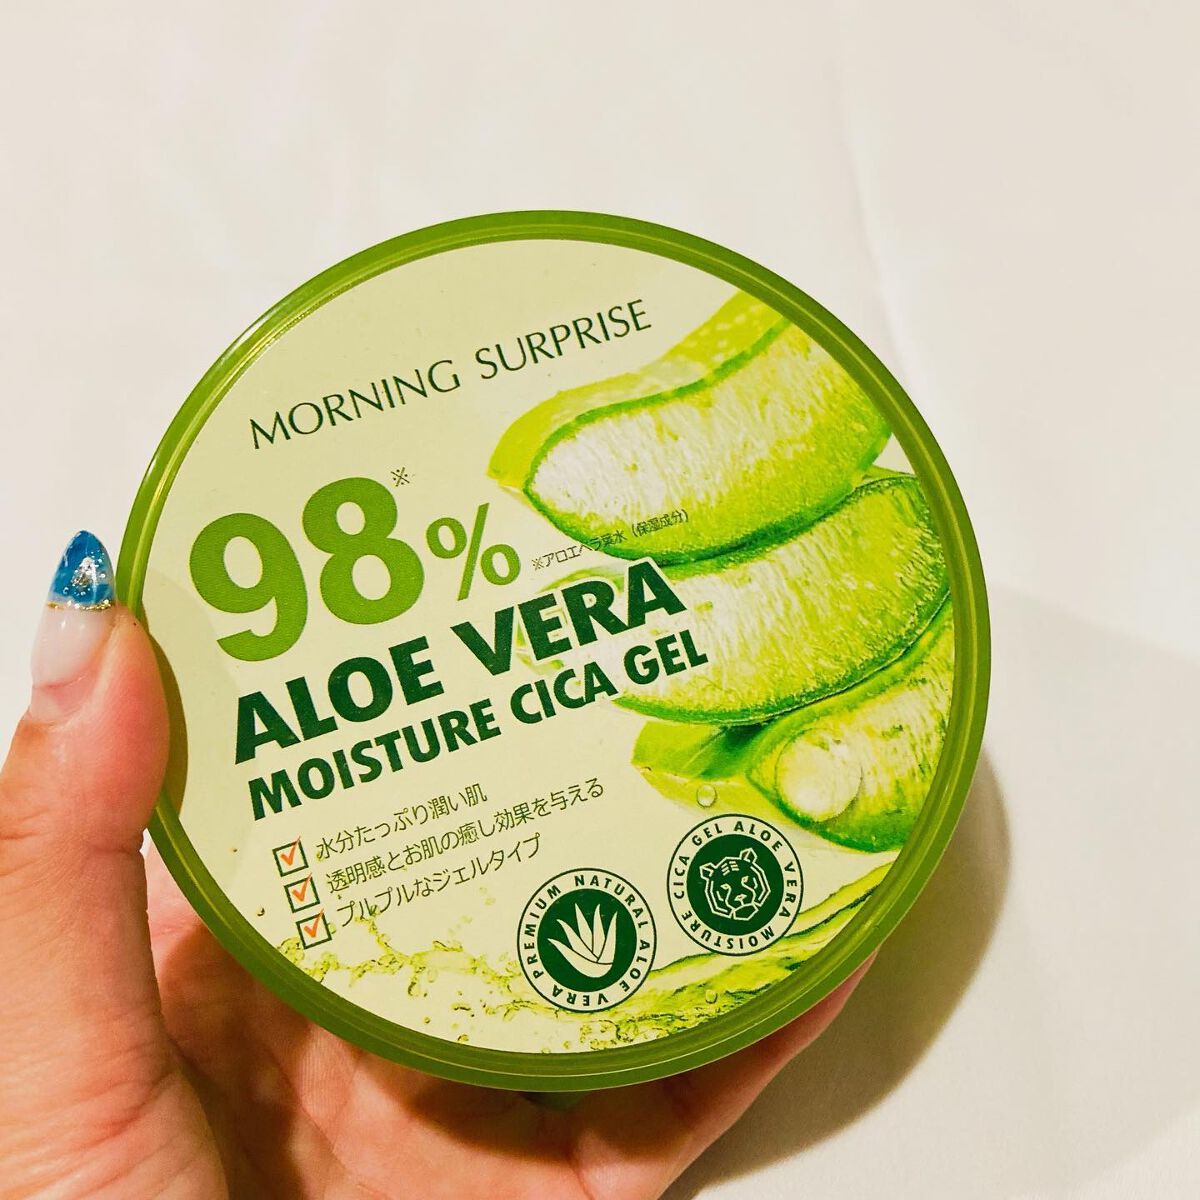 MORNING SURPRISE
98※%
※アロエベラ葉水（保湿成分）
ALOE VERA
MOISTURE CICA GEL
水分たっぷり潤い肌
透明感とお肌の癒し効果を与える
プルプルなジェルタイプ
PREMIUM NATURAL ALOE VERA
CICA GEL ALOE VERA MOISTURE